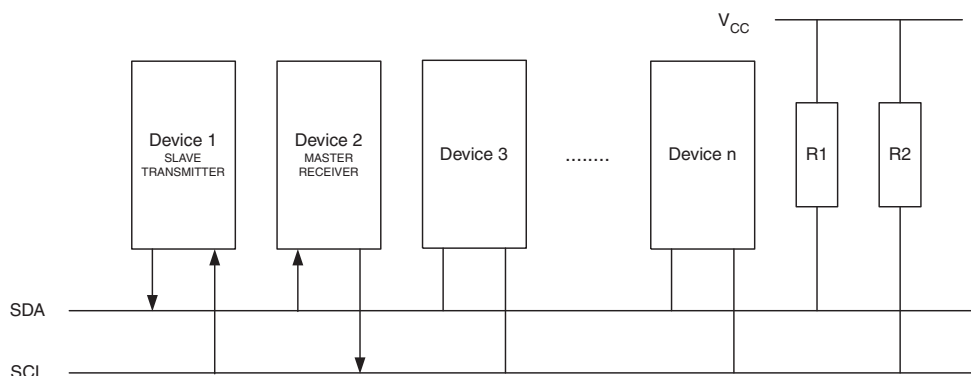 V_CC
Device 1
SLAVE
TRANSMITTER
Device 2
MASTER
RECEIVER
Device 3
........
Device n
R1
R2
SDA
SCL